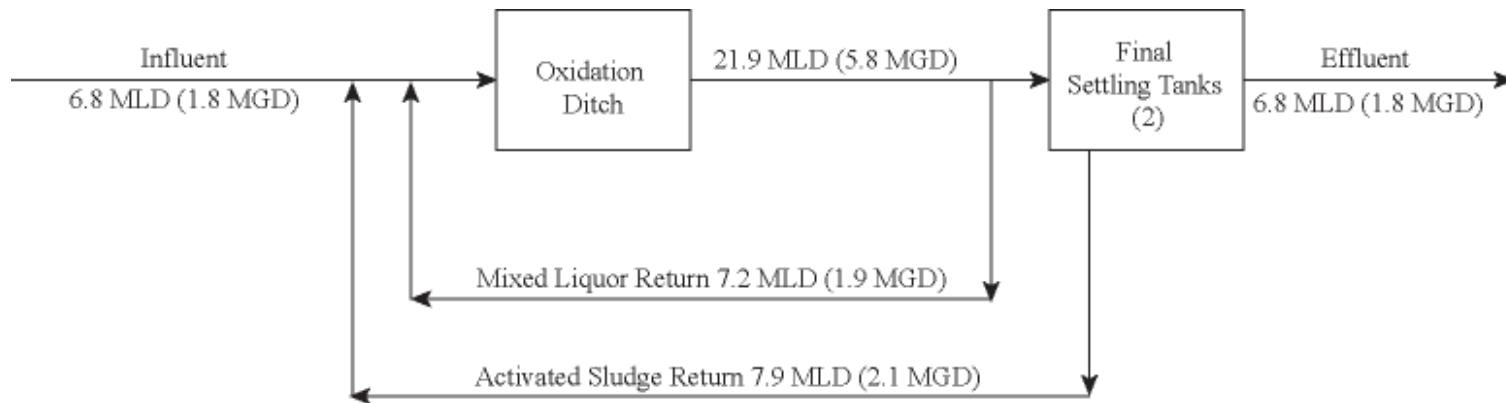 Influent
6.8 MLD (1.8 MGD)
Oxidation
Ditch
21.9 MLD (5.8 MGD)
Final
Settling Tanks
(2)
Effluent
6.8 MLD (1.8 MGD)
Mixed Liquor Return 7.2 MLD (1.9 MGD)
Activated Sludge Return 7.9 MLD (2.1 MGD)